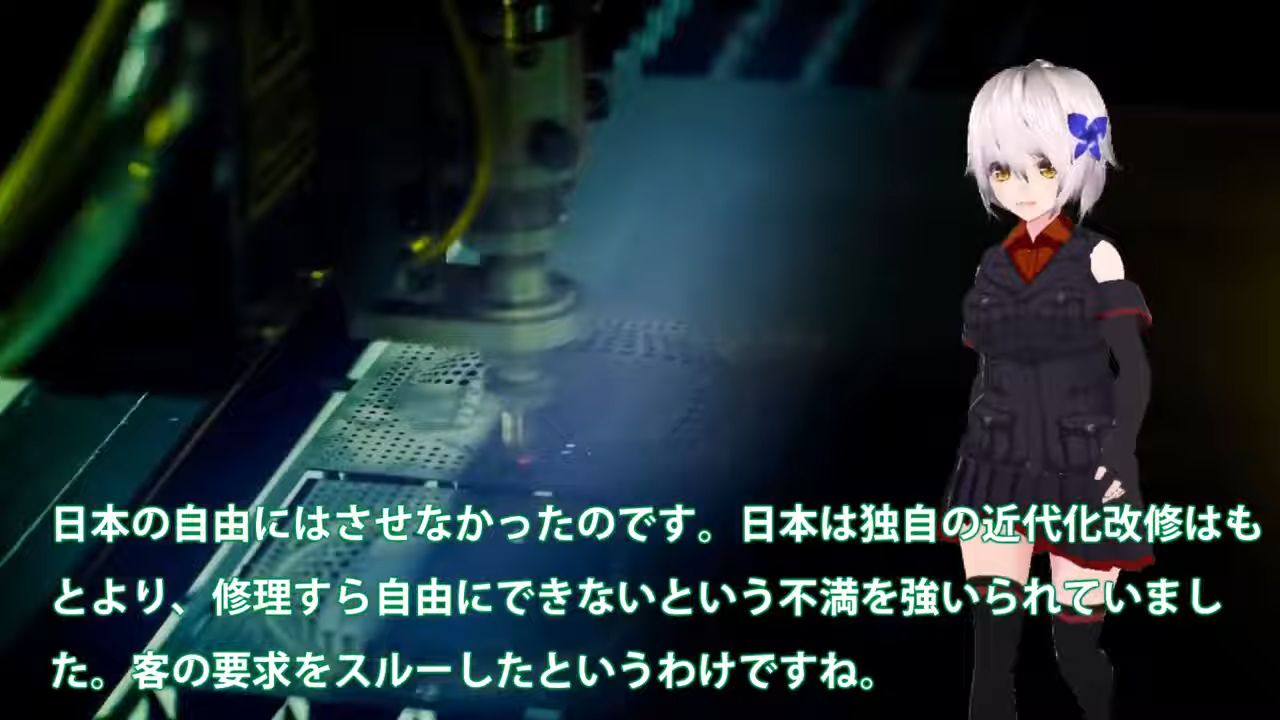 日本の自由にはさせなかったのです。日本は独自の近代化改修はも
とより、修理すら自由にできないという不満を強いられていまし
た。客の要求をスルーしたというわけですね。